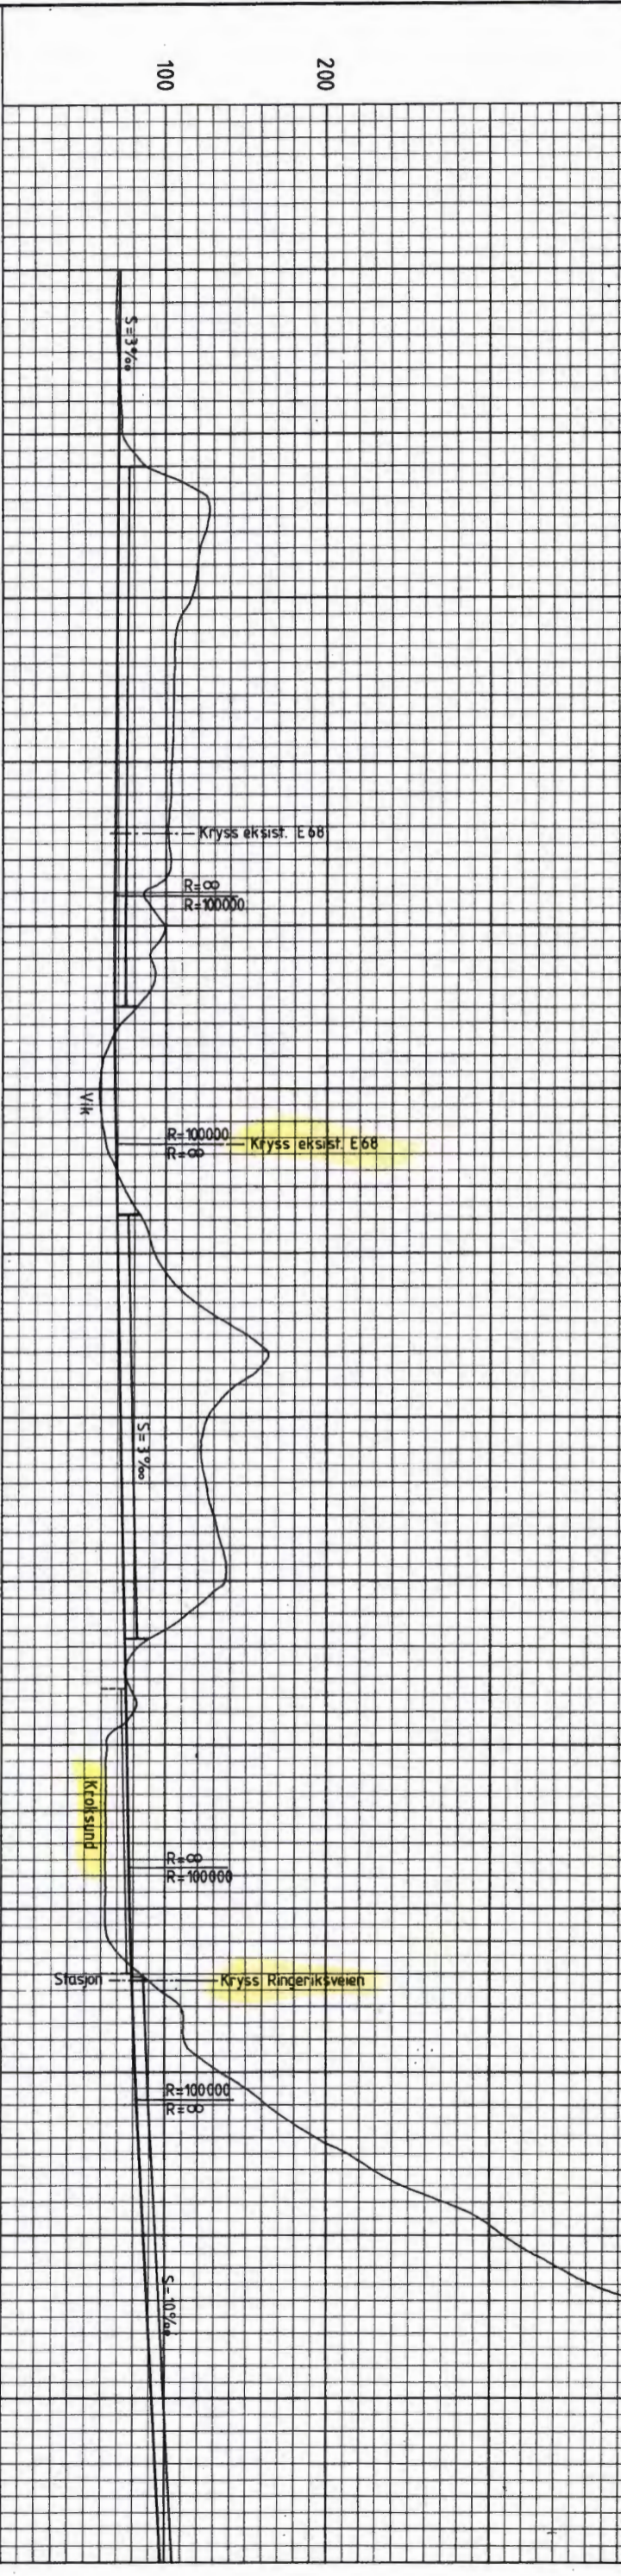 100
200
S=3‰
Kryss eksist. E68
R=∞
R=100000
Vik
R=100000
R=∞
Kryss eksist. E68
S=3‰
Kroksund
R=∞
R=100000
Stasjon
Kryss Ringeriksveien
R=100000
R=∞
S=10‰